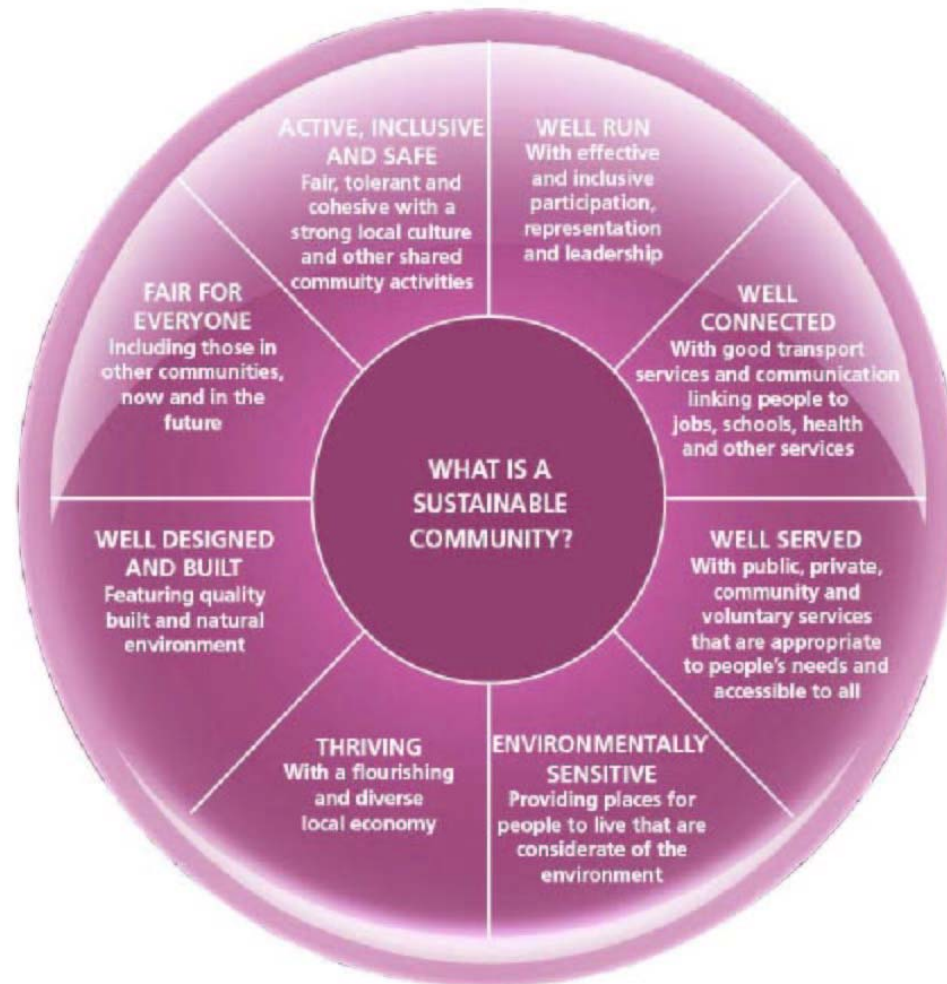 WHAT IS A
SUSTAINABLE
COMMUNITY?
ACTIVE, INCLUSIVE
AND SAFE
Fair, tolerant and
cohesive with a
strong local culture
and other shared
commuity activities
WELL RUN
With effective
and inclusive
participation,
representation
and leadership
WELL
CONNECTED
With good transport
services and communication
linking people to
jobs, schools, health
and other services
WELL SERVED
With public, private,
community and
voluntary services
that are appropriate
to people's needs and
accessible to all
ENVIRONMENTALLY
SENSITIVE
Providing places for
people to live that are
considerate of the
environment
THRIVING
With a flourishing
and diverse
local economy
WELL DESIGNED
AND BUILT
Featuring quality
built and natural
environment
FAIR FOR
EVERYONE
Including those in
other communities,
now and in the
future